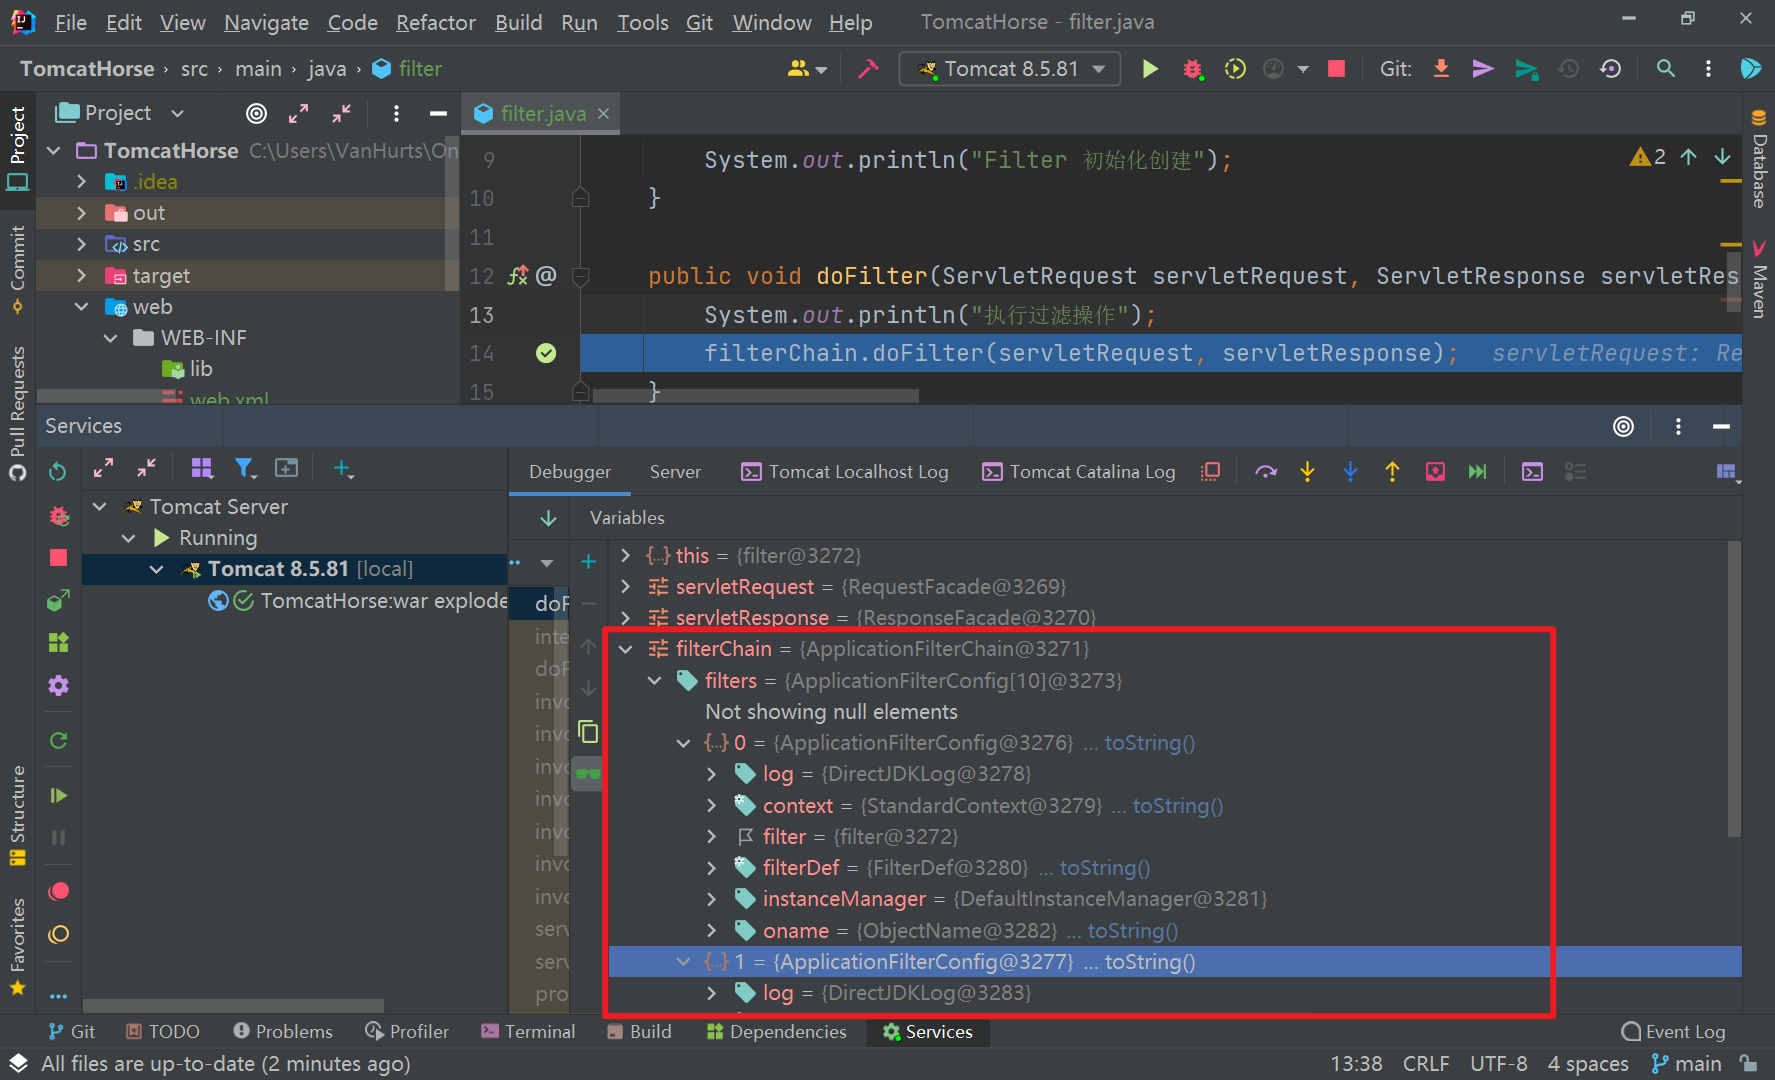 File Edit View Navigate Code Refactor Build Run Tools Git Window Help TomcatHorse - filter.java
TomcatHorse › src › main › java › filter Tomcat 8.5.81 Git:
Project
filter.java
TomcatHorse C:\Users\VanHurts\On
.idea
out
src
target
web
WEB-INF
lib
web.xml
9 System.out.println("Filter 初始化创建");
10 }
11
12 public void doFilter(ServletRequest servletRequest, ServletResponse servletRes
13 System.out.println("执行过滤操作");
14 filterChain.doFilter(servletRequest, servletResponse); servletRequest: Re
15 }
2
Project
Commit
Pull Requests
Structure
Favorites
Database
Maven
Services
Debugger Server Tomcat Localhost Log Tomcat Catalina Log
Tomcat Server
Running
Tomcat 8.5.81 [local]
TomcatHorse:war explode
doF
inte
doF
invo
invo
invo
invo
invo
invo
invo
serv
serv
pro
Variables
this = {filter@3272}
servletRequest = {RequestFacade@3269}
servletResponse = {ResponseFacade@3270}
filterChain = {ApplicationFilterChain@3271}
filters = {ApplicationFilterConfig[10]@3273}
Not showing null elements
{..} 0 = {ApplicationFilterConfig@3276} ... toString()
log = {DirectJDKLog@3278}
context = {StandardContext@3279} ... toString()
filter = {filter@3272}
filterDef = {FilterDef@3280} ... toString()
instanceManager = {DefaultInstanceManager@3281}
oname = {ObjectName@3282} ... toString()
{..} 1 = {ApplicationFilterConfig@3277} ... toString()
log = {DirectJDKLog@3283}
Git TODO Problems Profiler Terminal Build Dependencies Services Event Log
All files are up-to-date (2 minutes ago) 13:38 CRLF UTF-8 4 spaces main